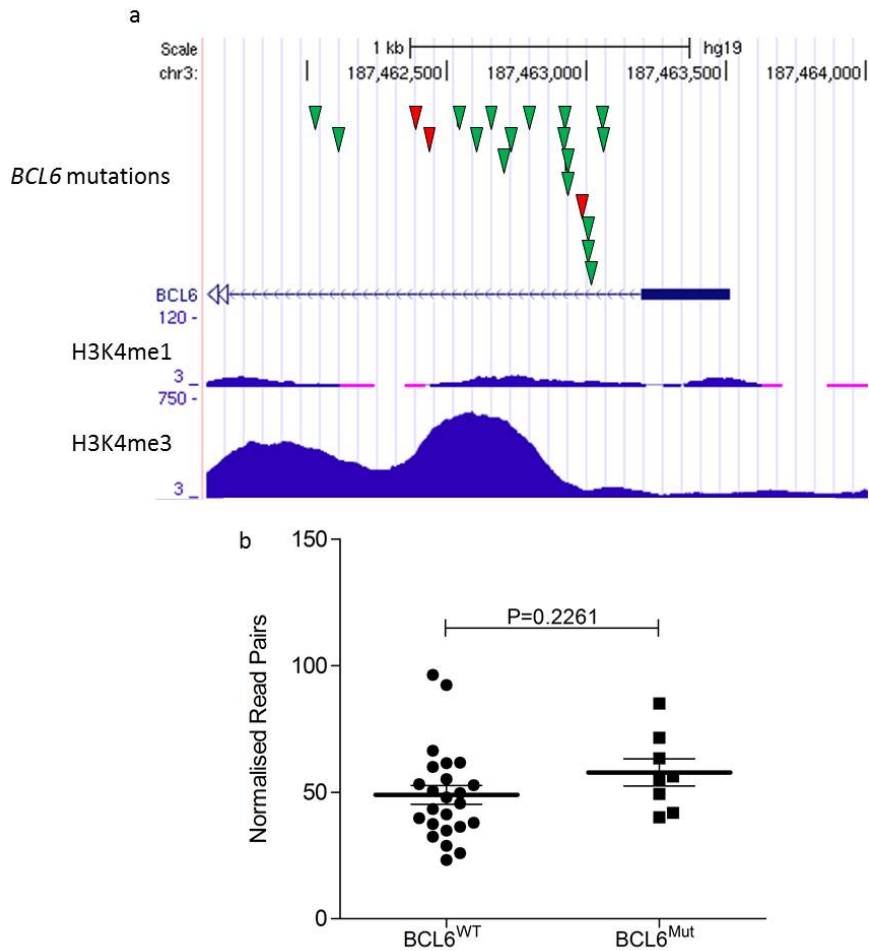 a
Scale 1 kb hg19
chr3: 187,462,500 187,463,000 187,463,500 187,464,000
BCL6 mutations
BCL6
120 -
H3K4me1
3 _
750 -
H3K4me3
3 _
b
150
P=0.2261
100
Normalised Read Pairs
50
0
BCL6WT BCL6Mut